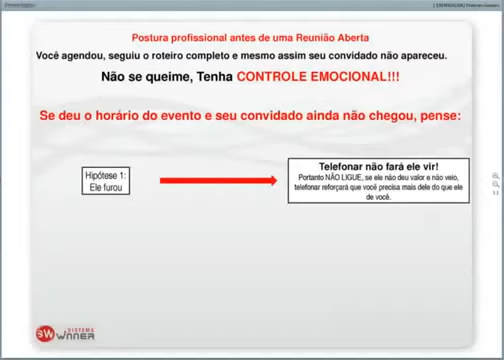 Postura profissional antes de uma Reunião Aberta
Você agendou, seguiu o roteiro completo e mesmo assim seu convidado não apareceu.
Não se queime, Tenha CONTROLE EMOCIONAL!!!
Se deu o horário do evento e seu convidado ainda não chegou, pense:
Hipótese 1:
Ele furou
Telefonar não fará ele vir!
Portanto NÃO LIGUE, se ele não deu valor e não veio,
telefonar reforçará que você precisa mais dele do que ele
de você.
SISTEMA
WINNER